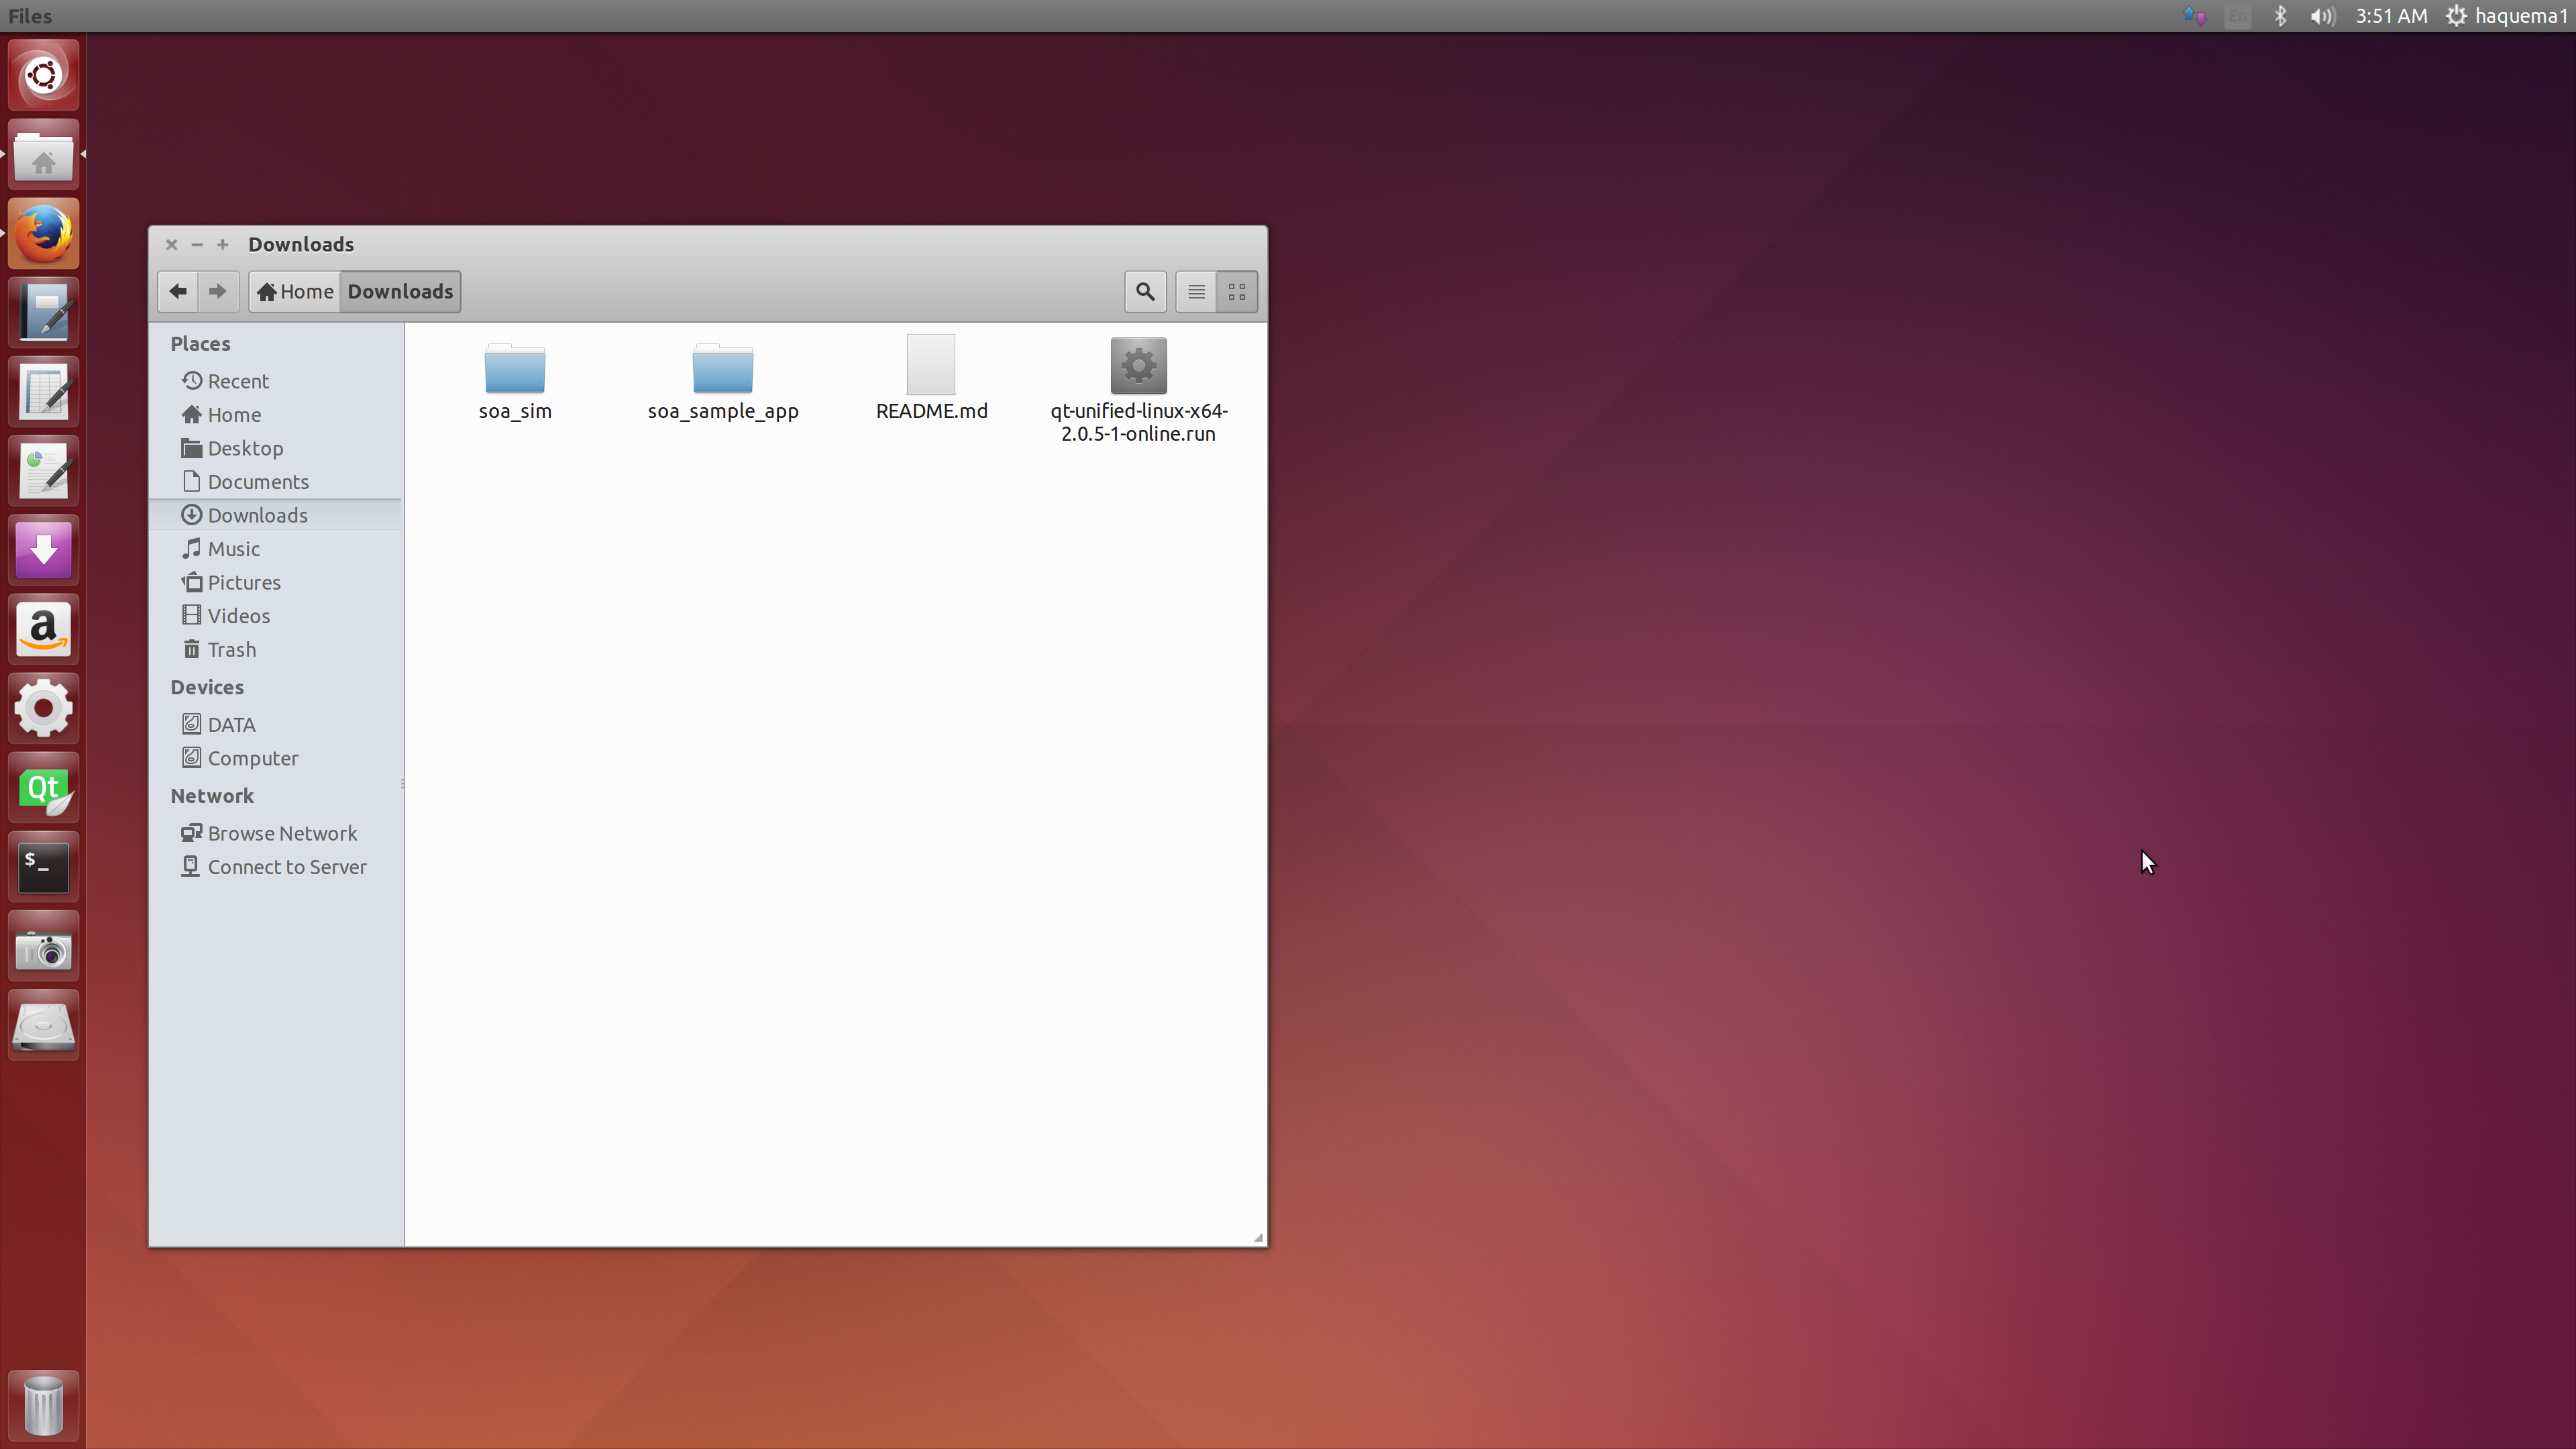 Files
En
3:51 AM
haquema1
Downloads
Home
Downloads
Places
Recent
Home
Desktop
Documents
Downloads
Music
Pictures
Videos
Trash
Devices
DATA
Computer
Network
Browse Network
Connect to Server
soa_sim
soa_sample_app
README.md
qt-unified-linux-x64-
2.0.5-1-online.run
a
Qt
$_